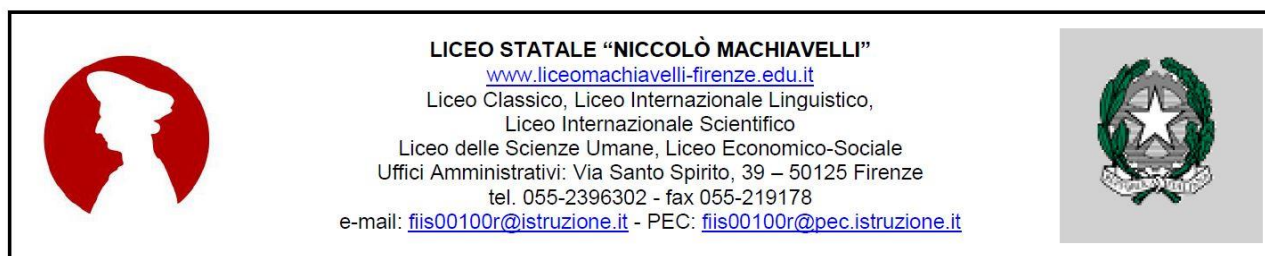 LICEO STATALE “NICCOLÒ MACHIAVELLI”
www.liceomachiavelli-firenze.edu.it
Liceo Classico, Liceo Internazionale Linguistico,
Liceo Internazionale Scientifico
Liceo delle Scienze Umane, Liceo Economico-Sociale
Uffici Amministrativi: Via Santo Spirito, 39 – 50125 Firenze
tel. 055-2396302 - fax 055-219178
e-mail: fiis00100r@istruzione.it - PEC: fiis00100r@pec.istruzione.it